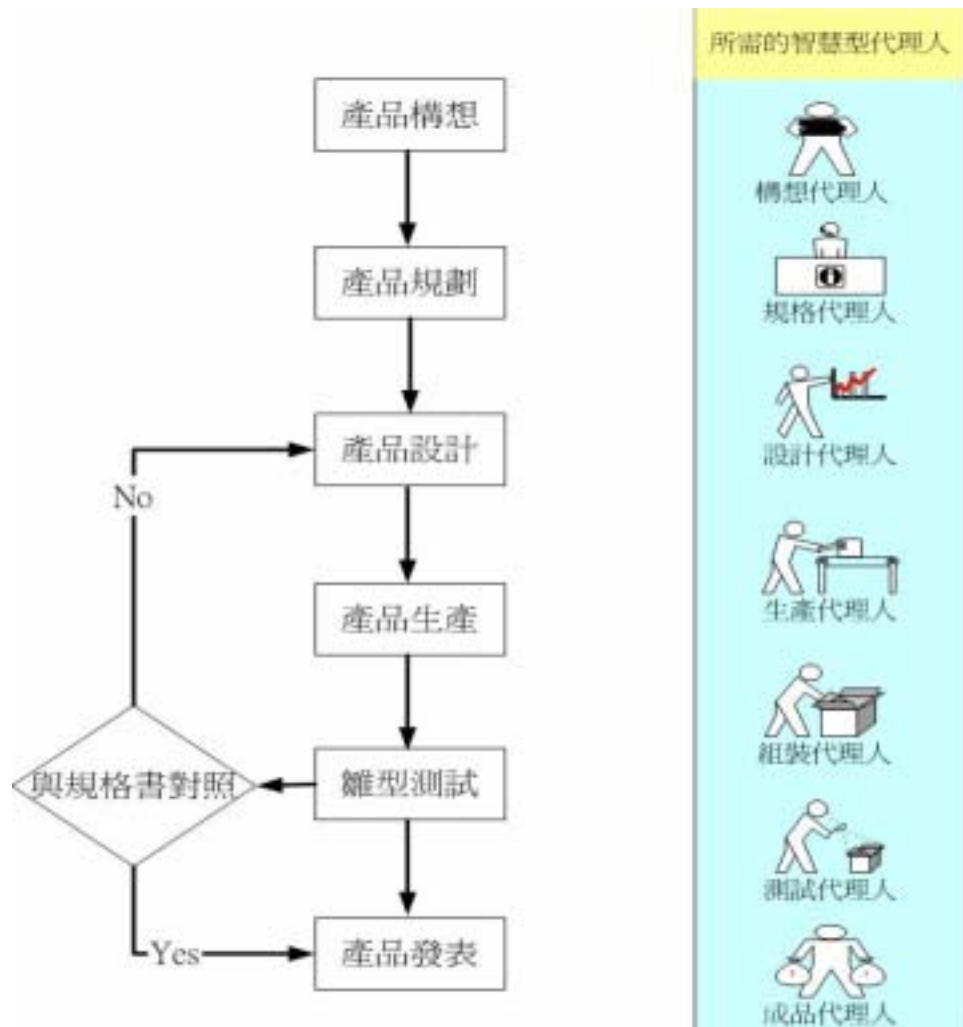 產品構想
產品規劃
產品設計
No
產品生產
與規格書對照
雛型測試
Yes
產品發表
所需的智慧型代理人
構想代理人
規格代理人
設計代理人
生產代理人
組裝代理人
測試代理人
成品代理人